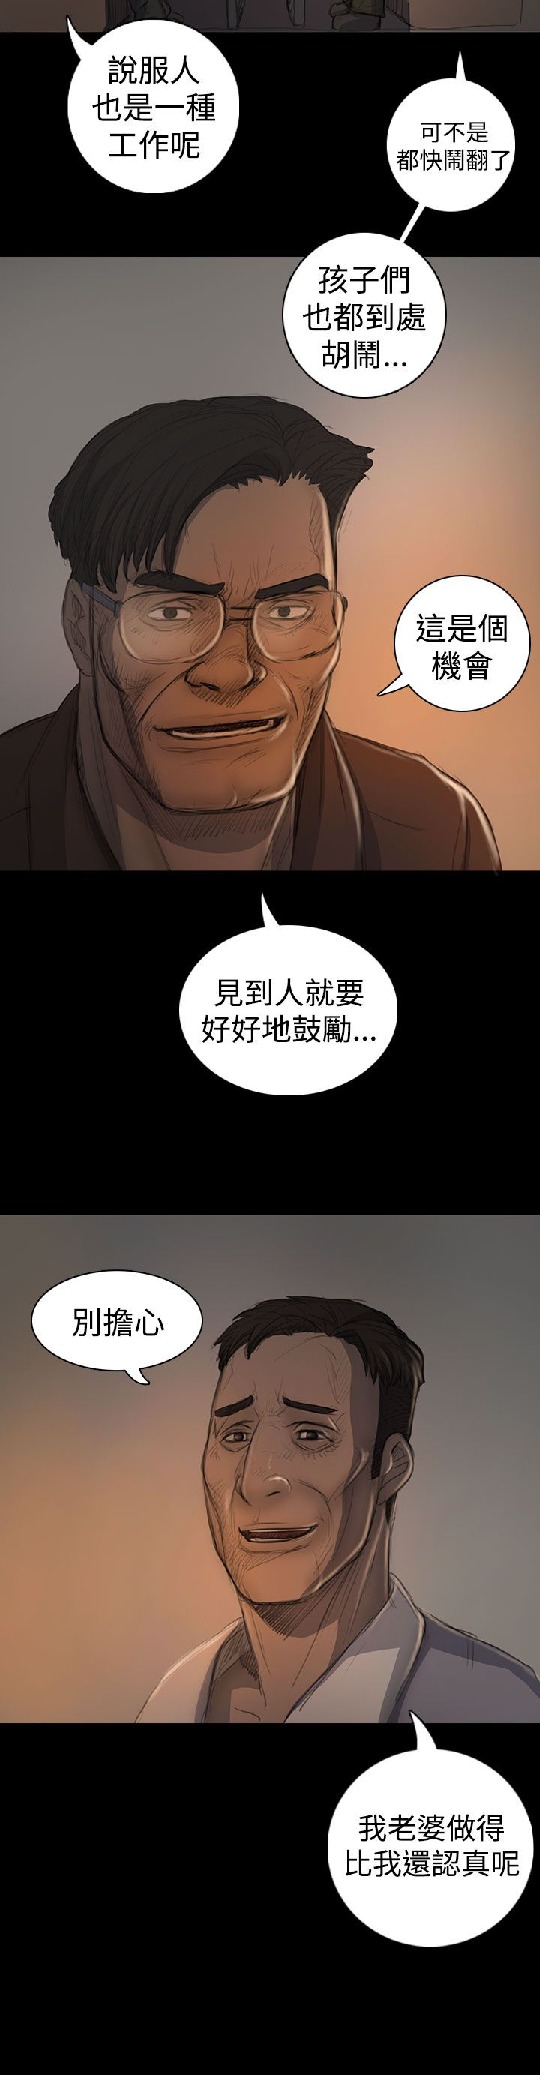 說服人
也是一種
工作呢
可不是
都快鬧翻了
孩子們
也都到處
胡鬧...
這是個
機會
見到人就要
好好地鼓勵...
別擔心
我老婆做得
比我還認真呢